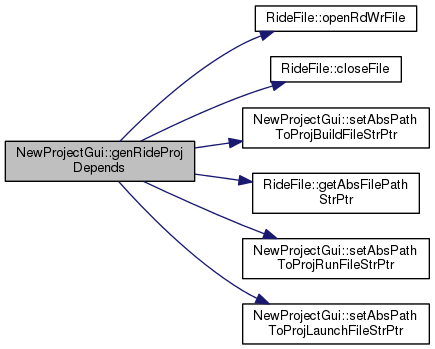 RideFile::openRdWrFile
RideFile::closeFile
NewProjectGui::setAbsPath
ToProjBuildFileStrPtr
NewProjectGui::genRideProj
Depends
RideFile::getAbsFilePath
StrPtr
NewProjectGui::setAbsPath
ToProjRunFileStrPtr
NewProjectGui::setAbsPath
ToProjLaunchFileStrPtr